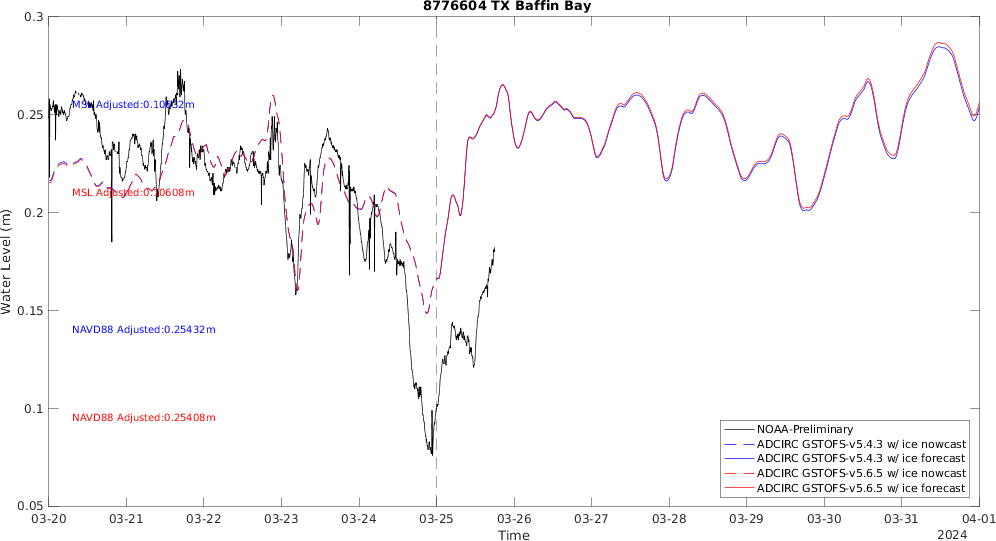 8776604 TX Baffin Bay
0.3
0.25
0.2
0.15
0.1
0.05
Water Level (m)
MSL Adjusted:
MSL Adjusted:0.10608m
NAVD88 Adjusted:0.25432m
NAVD88 Adjusted:0.25408m
NOAA-Preliminary
ADCIRC GSTOFS-v5.4.3 w/ ice nowcast
ADCIRC GSTOFS-v5.4.3 w/ ice forecast
ADCIRC GSTOFS-v5.6.5 w/ ice nowcast
ADCIRC GSTOFS-v5.6.5 w/ ice forecast
03-20 03-21 03-22 03-23 03-24 03-25 03-26 03-27 03-28 03-29 03-30 03-31 04-01
Time
2024